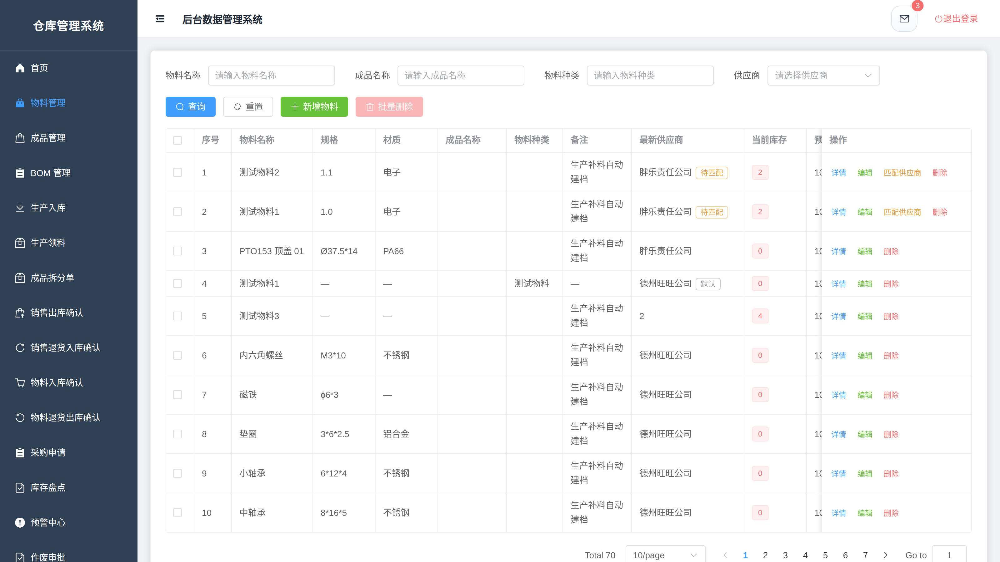 仓库管理系统
首页
物料管理
成品管理
BOM 管理
生产入库
生产领料
成品拆分单
销售出库确认
销售退货入库确认
物料入库确认
物料退货出库确认
采购申请
库存盘点
预警中心
作废审批
后台数据管理系统
3
退出登录
物料名称 请输入物料名称 成品名称 请输入成品名称 物料种类 请输入物料种类 供应商 请选择供应商
查询 重置 新增物料 批量删除
序号 物料名称 规格 材质 成品名称 物料种类 备注 最新供应商 当前库存 预 操作
1 测试物料2 1.1 电子 生产补料自动建档 胖乐责任公司 待匹配 2 10 详情 编辑 匹配供应商 删除
2 测试物料1 1.0 电子 生产补料自动建档 胖乐责任公司 待匹配 2 10 详情 编辑 匹配供应商 删除
3 PTO153 顶盖 01 Ø37.5*14 PA66 生产补料自动建档 胖乐责任公司 0 10 详情 编辑 删除
4 测试物料1 — — 测试物料 — 德州旺旺公司 默认 0 10 详情 编辑 删除
5 测试物料3 — — 生产补料自动建档 2 4 10 详情 编辑 删除
6 内六角螺丝 M3*10 不锈钢 生产补料自动建档 德州旺旺公司 0 10 详情 编辑 删除
7 磁铁 ϕ6*3 — 生产补料自动建档 德州旺旺公司 0 10 详情 编辑 删除
8 垫圈 3*6*2.5 铝合金 生产补料自动建档 德州旺旺公司 0 10 详情 编辑 删除
9 小轴承 6*12*4 不锈钢 生产补料自动建档 德州旺旺公司 0 10 详情 编辑 删除
10 中轴承 8*16*5 不锈钢 生产补料自动建档 德州旺旺公司 0 10 详情 编辑 删除
Total 70 10/page 1 2 3 4 5 6 7 Go to 1